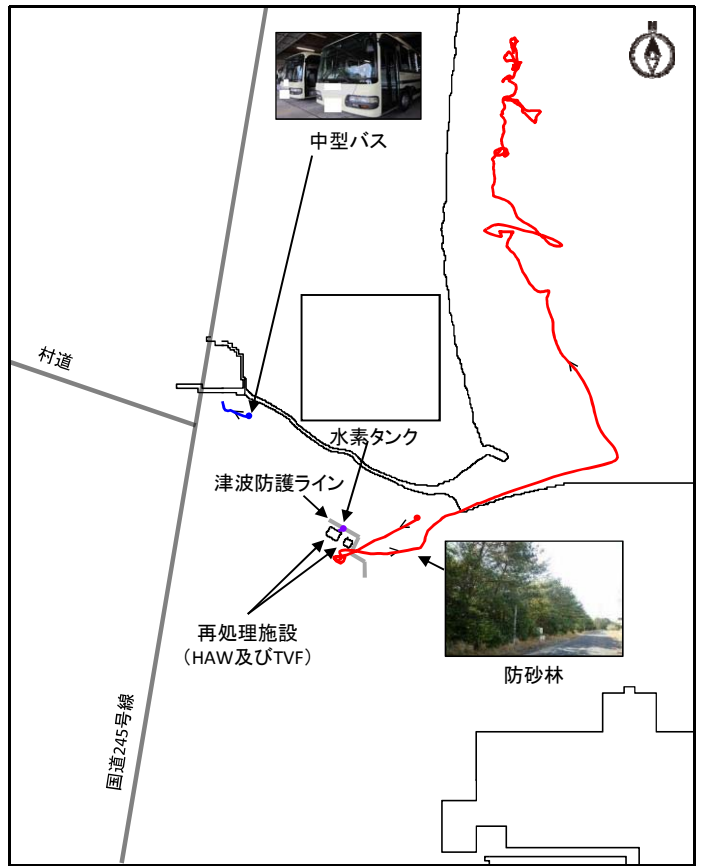 N
中型バス
村道
水素タンク
津波防護ライン
再処理施設
（HAW及びTVF）
防砂林
国道245号線